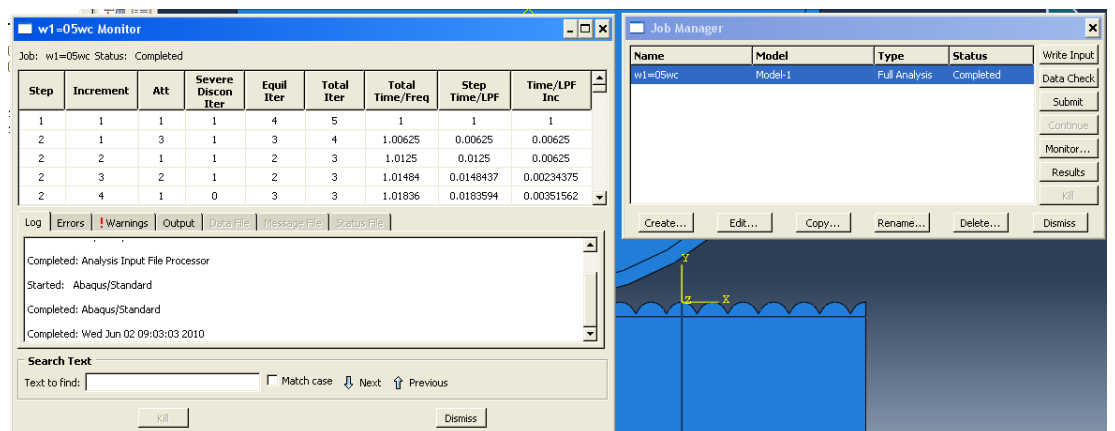 w1=05wc Monitor
Job: w1=05wc Status: Completed
Step Increment Att Severe Discon Iter Equil Iter Total Iter Total Time/Freq Step Time/LPF Time/LPF Inc
1 1 1 1 4 5 1 1 1
2 1 3 1 3 4 1.00625 0.00625 0.00625
2 2 1 1 2 3 1.0125 0.0125 0.00625
2 3 2 1 2 3 1.01484 0.0148437 0.00234375
2 4 1 0 3 3 1.01836 0.0183594 0.00351562
Log Errors ! Warnings Output Data File Message File Status File
Completed: Analysis Input File Processor
Started: Abaqus/Standard
Completed: Abaqus/Standard
Completed: Wed Jun 02 09:03:03 2010
Search Text
Text to find: Match case Next Previous
Kill Dismiss
Job Manager
Name Model Type Status
w1=05wc Model-1 Full Analysis Completed
Write Input
Data Check
Submit
Continue
Monitor...
Results
Kill
Create... Edit... Copy... Rename... Delete... Dismiss
Y
Z X